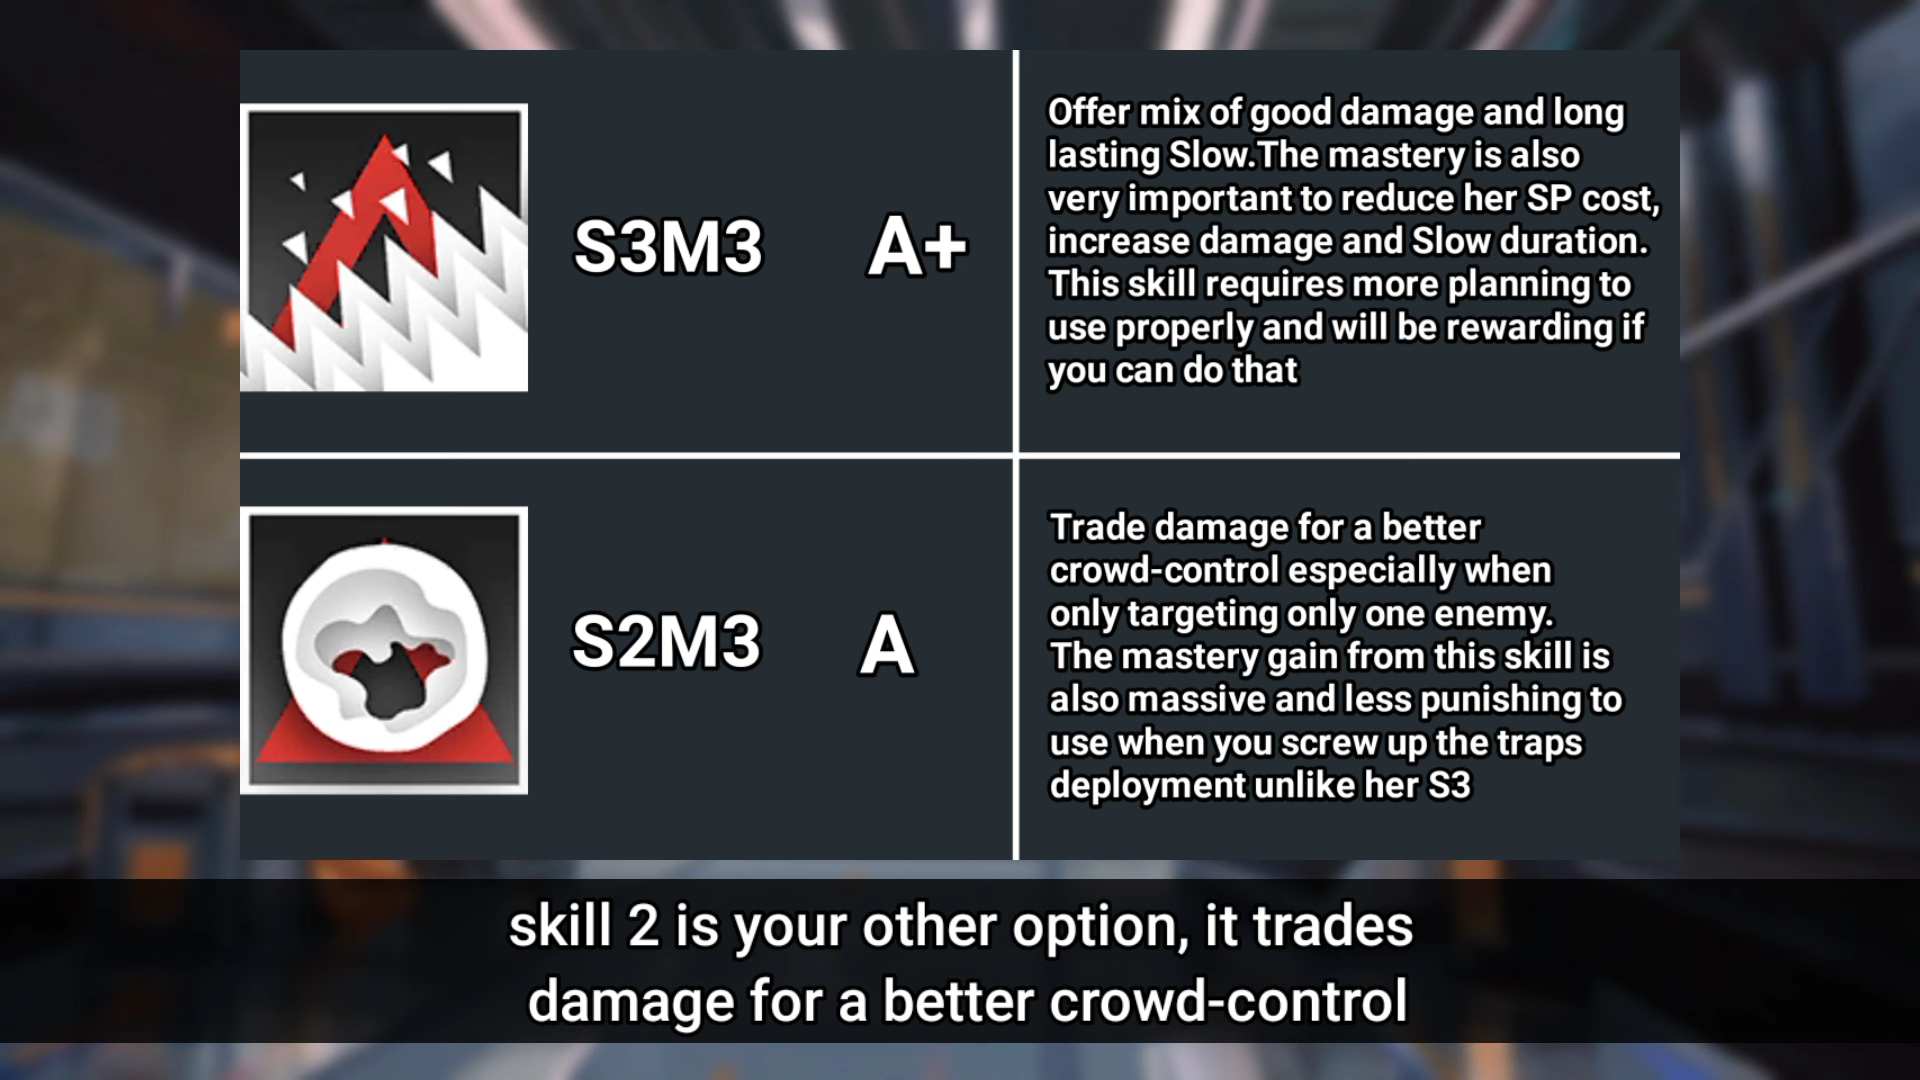 S3M3 A+
Offer mix of good damage and long
lasting Slow.The mastery is also
very important to reduce her SP cost,
increase damage and Slow duration.
This skill requires more planning to
use properly and will be rewarding if
you can do that
S2M3 A
Trade damage for a better
crowd-control especially when
only targeting only one enemy.
The mastery gain from this skill is
also massive and less punishing to
use when you screw up the traps
deployment unlike her S3
skill 2 is your other option, it trades
damage for a better crowd-control